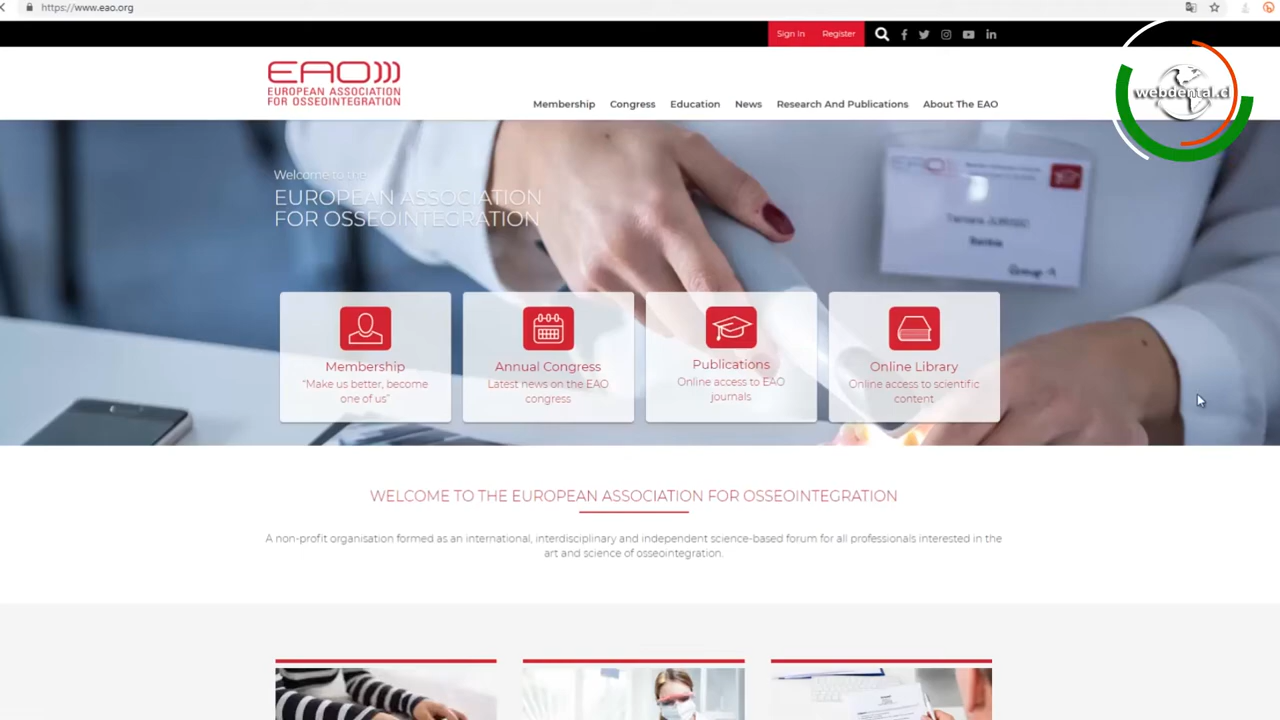 https://www.eao.org
Sign In
Register
webdental.cl
EAO
EUROPEAN ASSOCIATION
FOR OSSEOINTEGRATION
Membership
Congress
Education
News
Research And Publications
About The EAO
Welcome to the
EUROPEAN ASSOCIATION
FOR OSSEOINTEGRATION
Group
Membership
"Make us better, become
one of us"
Annual Congress
Latest news on the EAO
congress
Publications
Online access to EAO
journals
Online Library
Online access to scientific
content
WELCOME TO THE EUROPEAN ASSOCIATION FOR OSSEOINTEGRATION
A non-profit organisation formed as an international, interdisciplinary and independent science-based forum for all professionals interested in the
art and science of osseointegration.